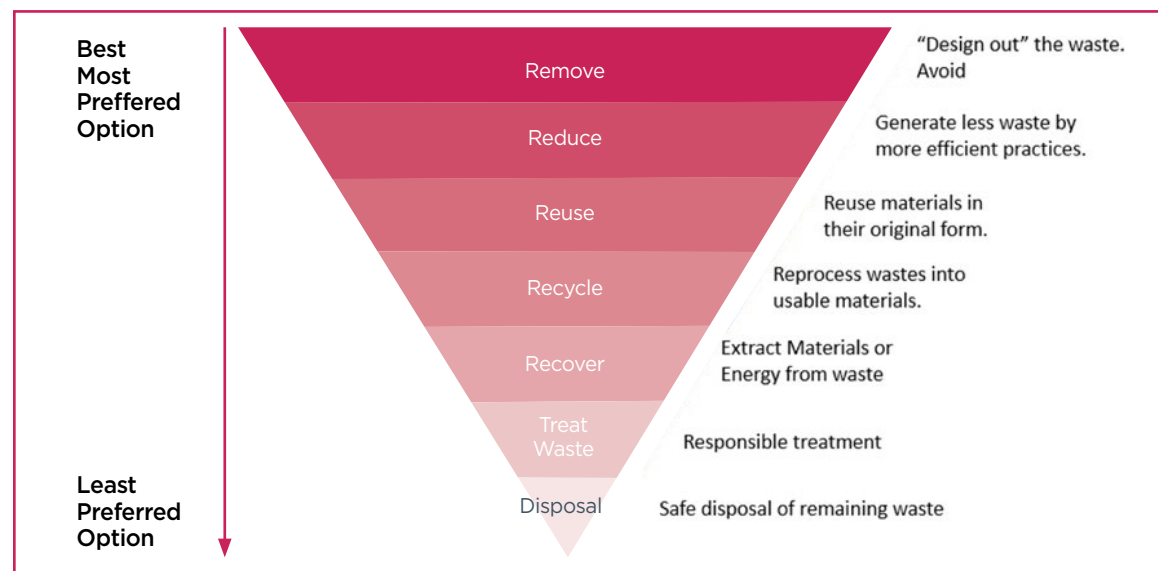 Best
Most
Preffered
Option
Remove
“Design out” the waste.
Avoid
Reduce
Generate less waste by
more efficient practices.
Reuse
Reuse materials in
their original form.
Recycle
Reprocess wastes into
usable materials.
Recover
Extract Materials or
Energy from waste
Treat
Waste
Responsible treatment
Least
Preferred
Option
Disposal
Safe disposal of remaining waste